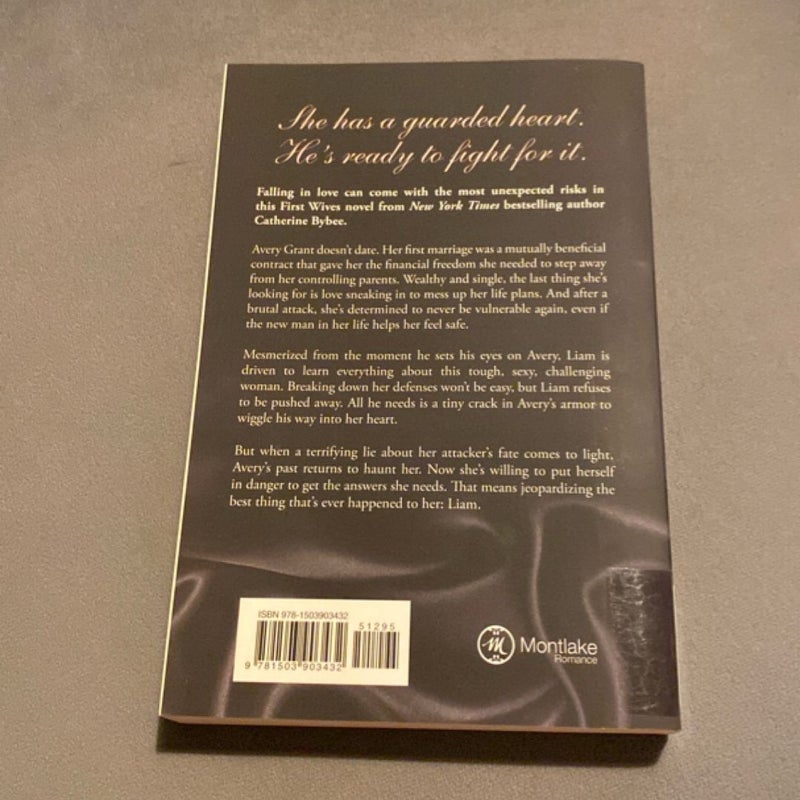 She has a guarded heart.
He's ready to fight for it.
Falling in love can come with the most unexpected risks in
this First Wives novel from New York Times bestselling author
Catherine Bybee.
Avery Grant doesn't date. Her first marriage was a mutually beneficial
contract that gave her the financial freedom she needed to step away
from her controlling parents. Wealthy and single, the last thing she's
looking for is love sneaking in to mess up her life plans. And after a
brutal attack, she's determined to never be vulnerable again, even if
the new man in her life helps her feel safe.
Mesmerized from the moment he sets his eyes on Avery, Liam is
driven to learn everything about this tough, sexy, challenging
woman. Breaking down her defenses won't be easy, but Liam refuses
to be pushed away. All he needs is a tiny crack in Avery's armor to
wiggle his way into her heart.
But when a terrifying lie about her attacker's fate comes to light,
Avery's past returns to haunt her. Now she's willing to put herself
in danger to get the answers she needs. That means jeopardizing the
best thing that's ever happened to her: Liam.
ISBN 978-1503903432
51295
9 781503 903432
M
Montlake
Romance